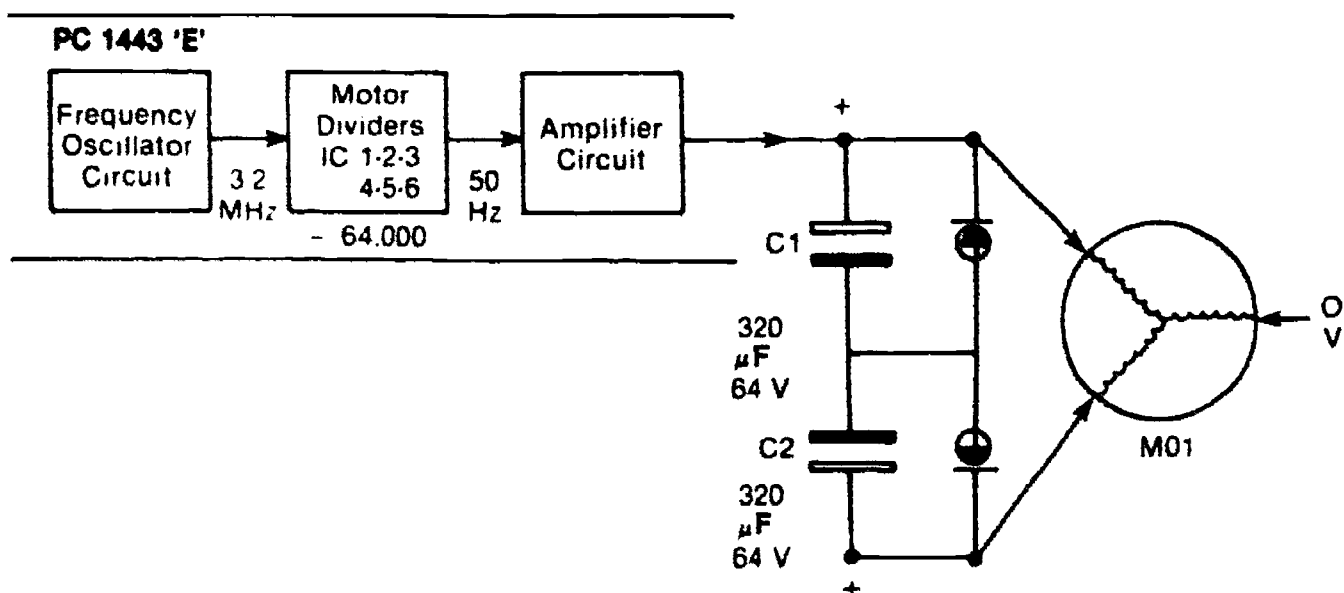 PC 1443 'E'
Frequency
Oscillator
Circuit
3 2
MHz
Motor
Dividers
IC 1·2·3
4·5·6
- 64.000
50
Hz
Amplifier
Circuit
+
C1
320
µF
64 V
C2
320
µF
64 V
+
M01
O
V